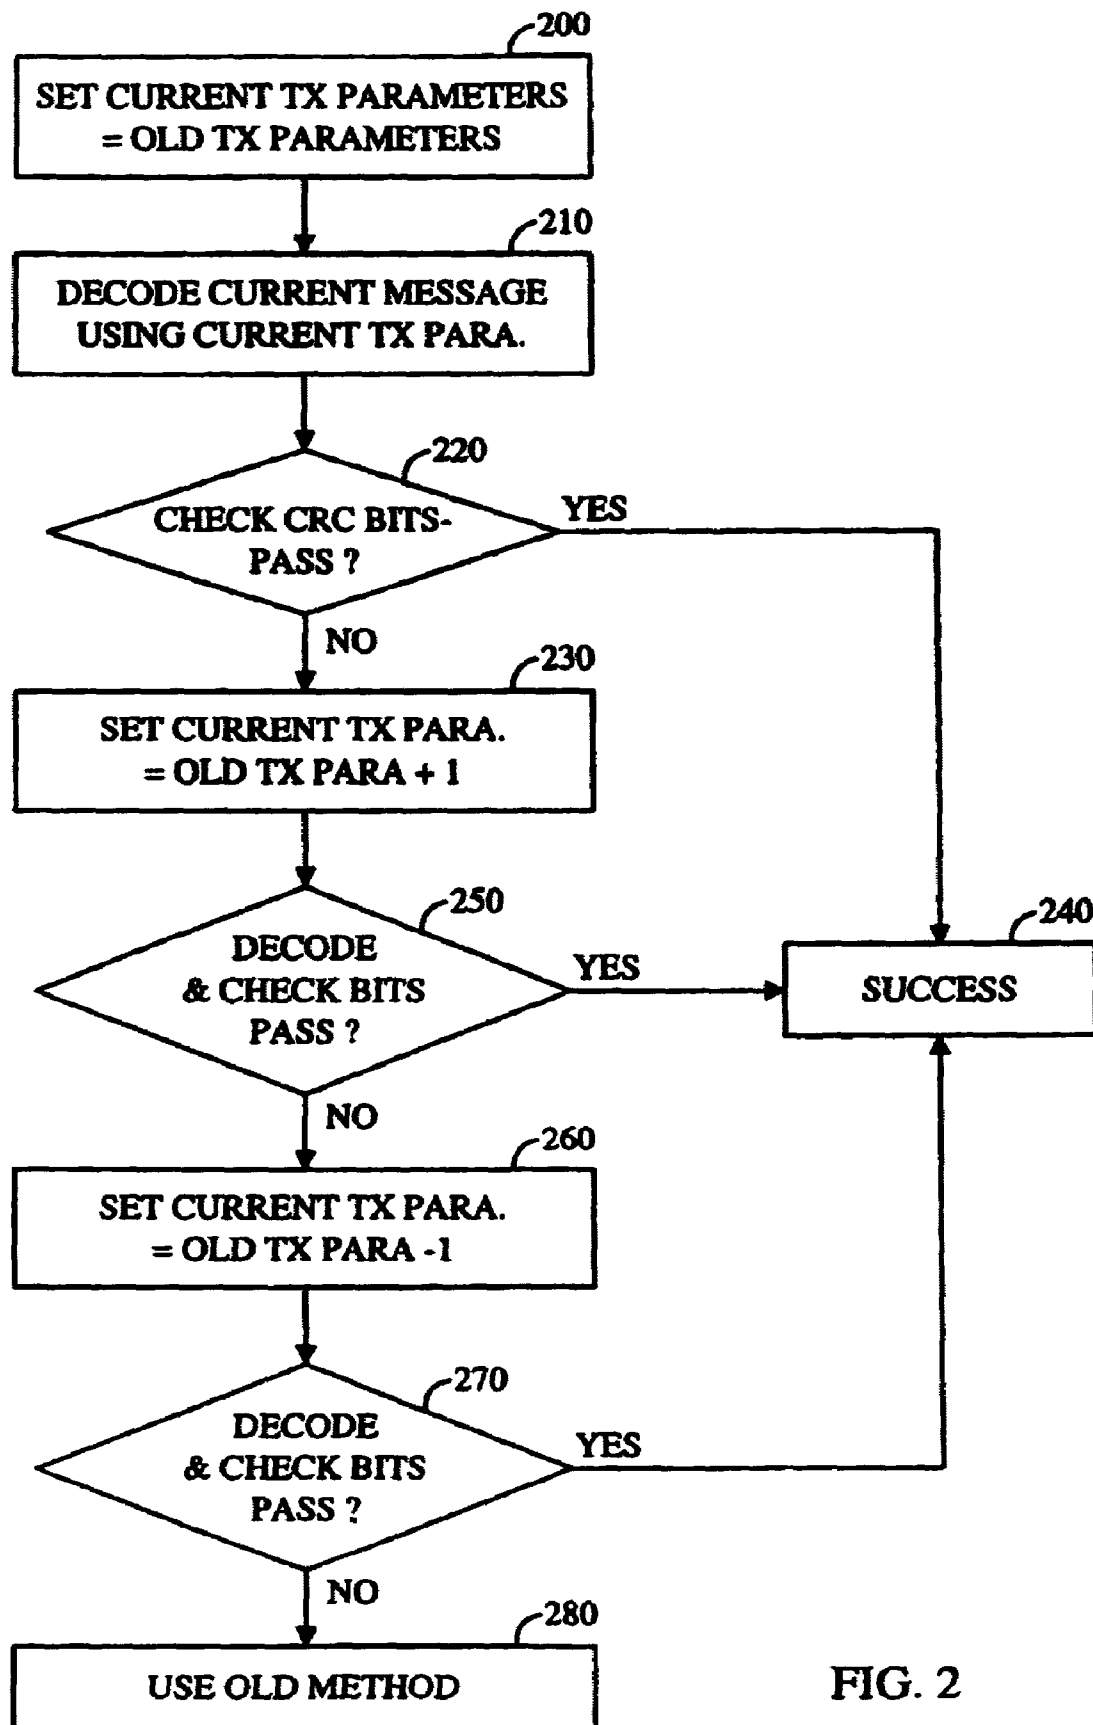 200
SET CURRENT TX PARAMETERS
= OLD TX PARAMETERS
210
DECODE CURRENT MESSAGE
USING CURRENT TX PARA.
220
CHECK CRC BITS-
PASS ?
YES
NO
230
SET CURRENT TX PARA.
= OLD TX PARA + 1
250
DECODE
& CHECK BITS
PASS ?
YES
240
SUCCESS
NO
260
SET CURRENT TX PARA.
= OLD TX PARA -1
270
DECODE
& CHECK BITS
PASS ?
YES
NO
280
USE OLD METHOD
FIG. 2